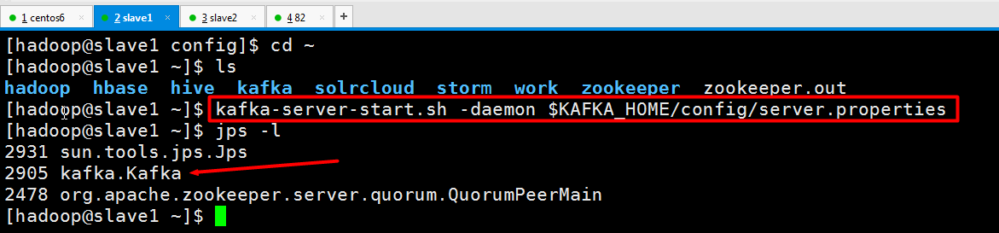 1 centos6 × 2 slave1 × 3 slave2 × 4 82 × +
[hadoop@slave1 config]$ cd ~
[hadoop@slave1 ~]$ ls
hadoop hbase hive kafka solrcloud storm work zookeeper zookeeper.out
[hadoop@slave1 ~]$ kafka-server-start.sh -daemon $KAFKA_HOME/config/server.properties
[hadoop@slave1 ~]$ jps -l
2931 sun.tools.jps.Jps
2905 kafka.Kafka
2478 org.apache.zookeeper.server.quorum.QuorumPeerMain
[hadoop@slave1 ~]$